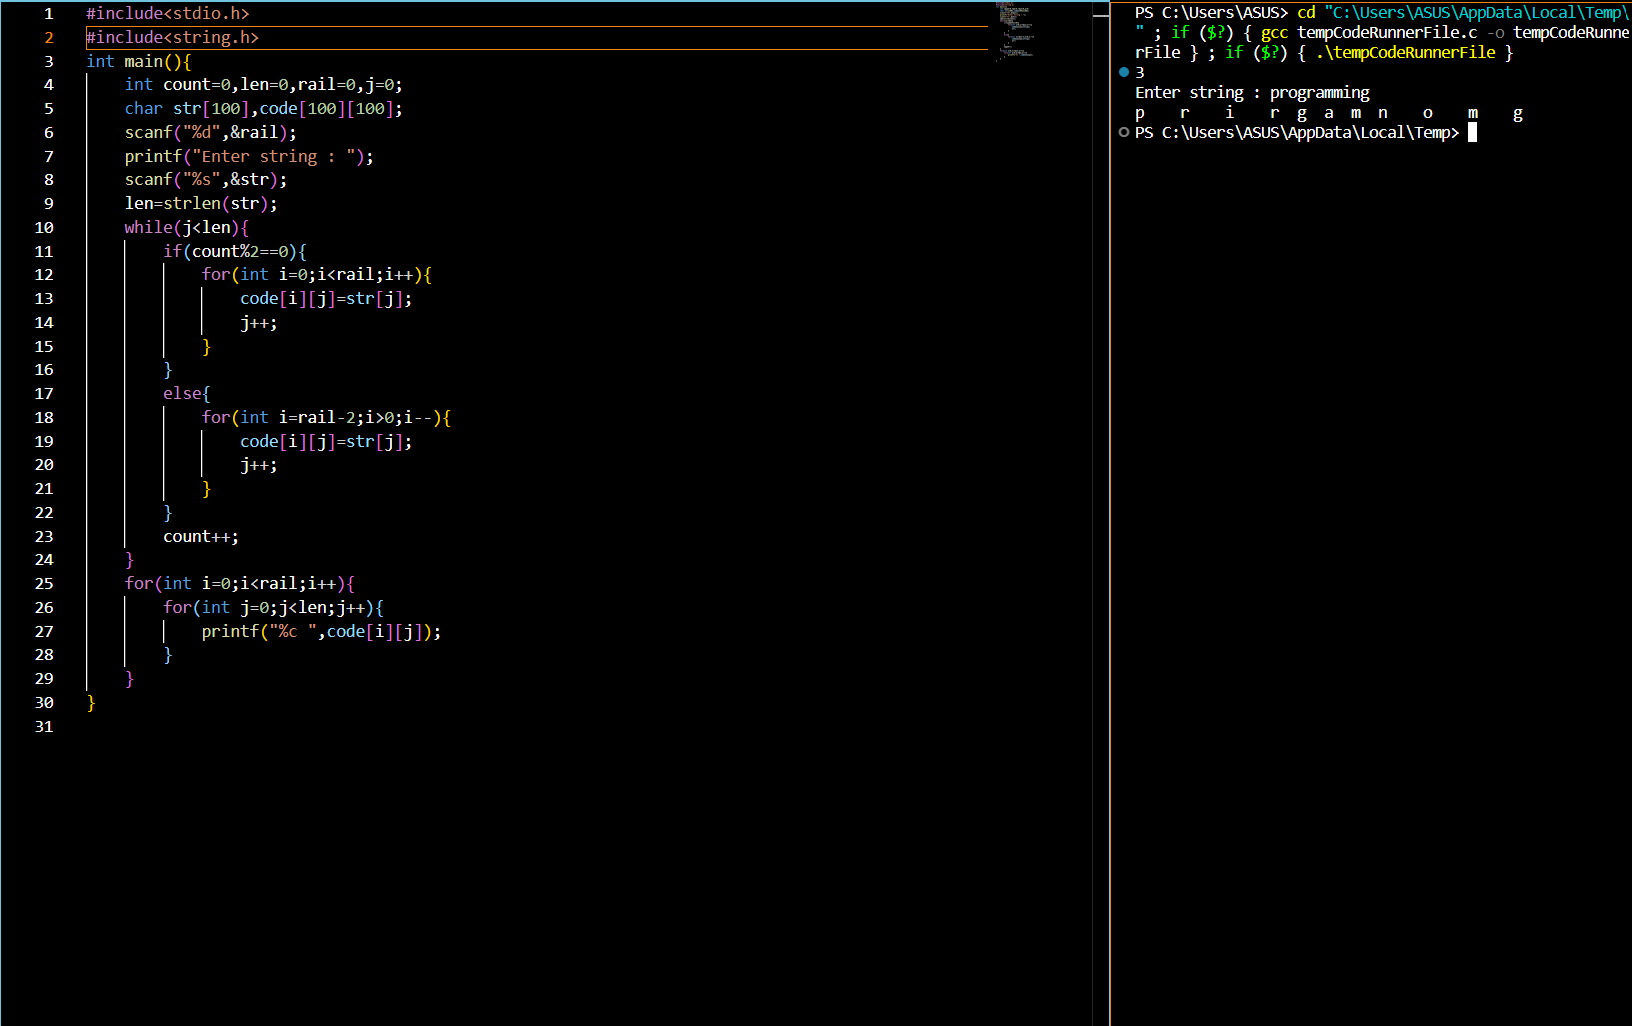 1 #include<stdio.h>
2 #include<string.h>
3 int main(){
4     int count=0,len=0,rail=0,j=0;
5     char str[100],code[100][100];
6     scanf("%d",&rail);
7     printf("Enter string : ");
8     scanf("%s",&str);
9     len=strlen(str);
10     while(j<len){
11         if(count%2==0){
12             for(int i=0;i<rail;i++){
13                 code[i][j]=str[j];
14                 j++;
15             }
16         }
17         else{
18             for(int i=rail-2;i>0;i--){
19                 code[i][j]=str[j];
20                 j++;
21             }
22         }
23         count++;
24     }
25     for(int i=0;i<rail;i++){
26         for(int j=0;j<len;j++){
27             printf("%c ",code[i][j]);
28         }
29     }
30 }
31
PS C:\Users\ASUS> cd "C:\Users\ASUS\AppData\Local\Temp\
" ; if ($?) { gcc tempCodeRunnerFile.c -o tempCodeRunne
rFile } ; if ($?) { .\tempCodeRunnerFile }
3
Enter string : programming
p    r    i    r  g  a  m  n    o    m    g
PS C:\Users\ASUS\AppData\Local\Temp>